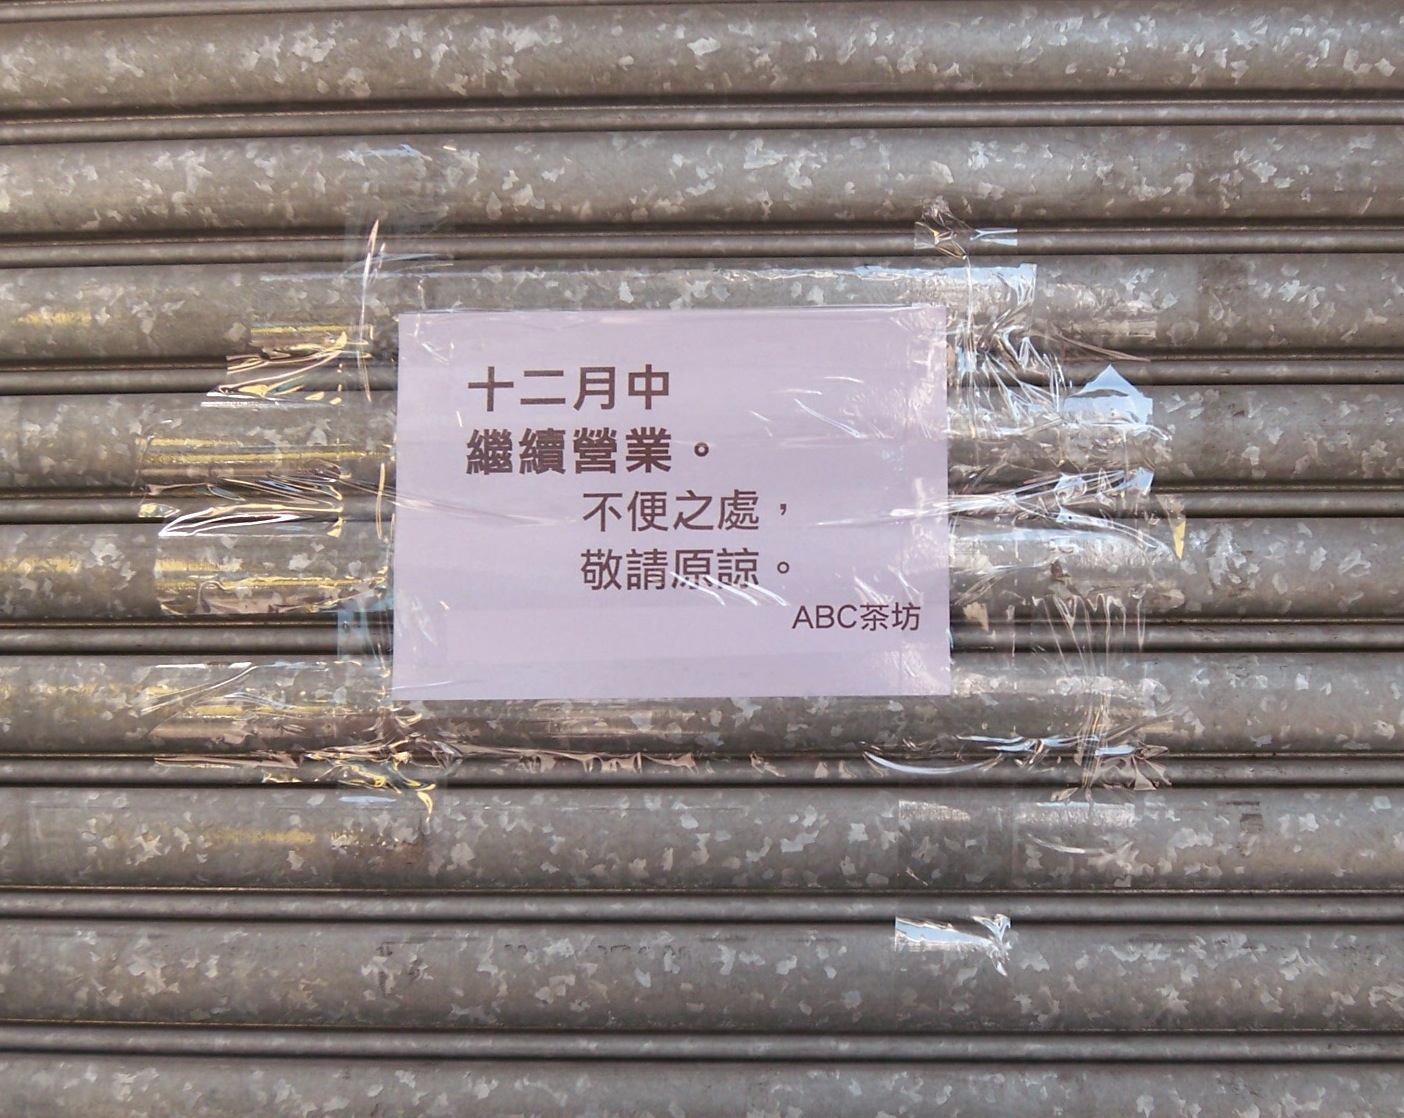 十二月中
繼續營業。
不便之處，
敬請原諒。
ABC茶坊